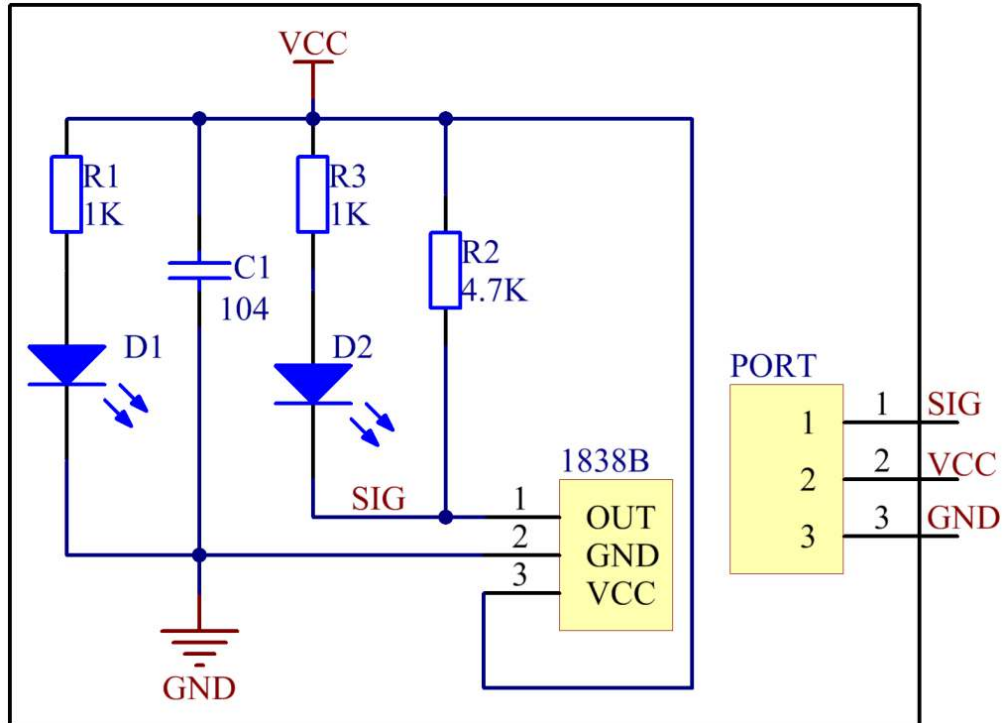 VCC
R1
1K
C1
104
R3
1K
R2
4.7K
D1
D2
SIG
1838B
1 OUT
2 GND
3 VCC
GND
PORT
1 1 SIG
2 2 VCC
3 3 GND